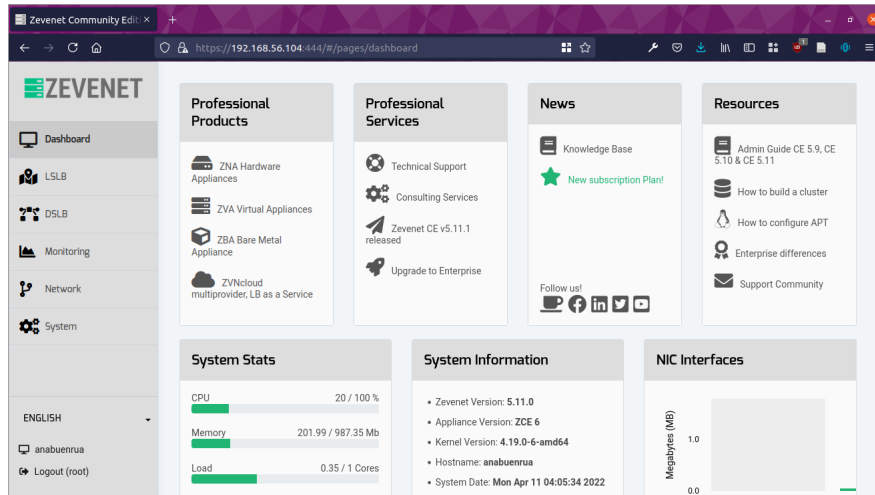 Zevenet Community Editi
https://192.168.56.104:444/#/pages/dashboard
1
ZEVENET
Dashboard
LSLB
DSLB
Monitoring
Network
System
ENGLISH
anabuenrua
Logout (root)
Professional
Products
ZNA Hardware
Appliances
ZVA Virtual Appliances
ZBA Bare Metal
Appliance
ZVNcloud
multiprovider, LB as a Service
Professional
Services
Technical Support
Consulting Services
Zevenet CE v5.11.1
released
Upgrade to Enterprise
News
Knowledge Base
New subscription Plan!
Follow us!
Resources
Admin Guide CE 5.9, CE
5.10 & CE 5.11
How to build a cluster
How to configure APT
Enterprise differences
Support Community
System Stats
CPU 20 / 100 %
Memory 201.99 / 987.35 Mb
Load 0.35 / 1 Cores
System Information
• Zevenet Version: 5.11.0
• Appliance Version: ZCE 6
• Kernel Version: 4.19.0-6-amd64
• Hostname: anabuenrua
• System Date: Mon Apr 11 04:05:34 2022
NIC Interfaces
Megabytes (MB)
1.0
0.0